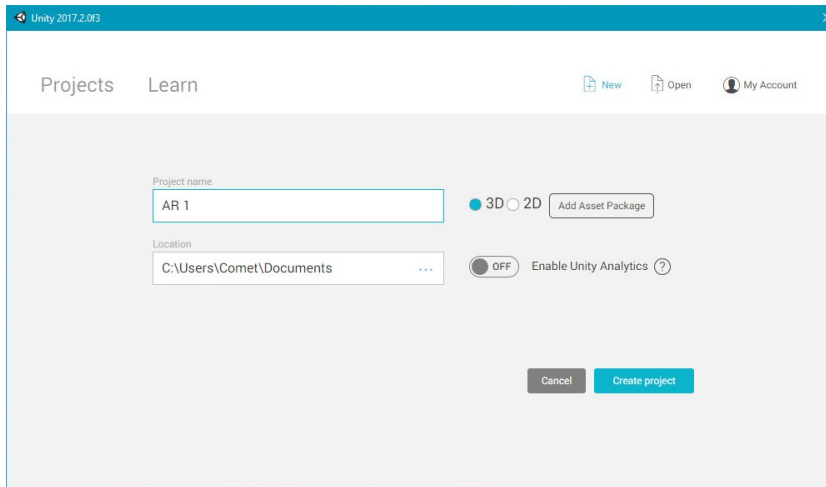 Unity 2017.2.0f3
Projects Learn New Open My Account
Project name
AR 1
3D 2D Add Asset Package
Location
C:\Users\Comet\Documents ...
OFF Enable Unity Analytics ?
Cancel Create project